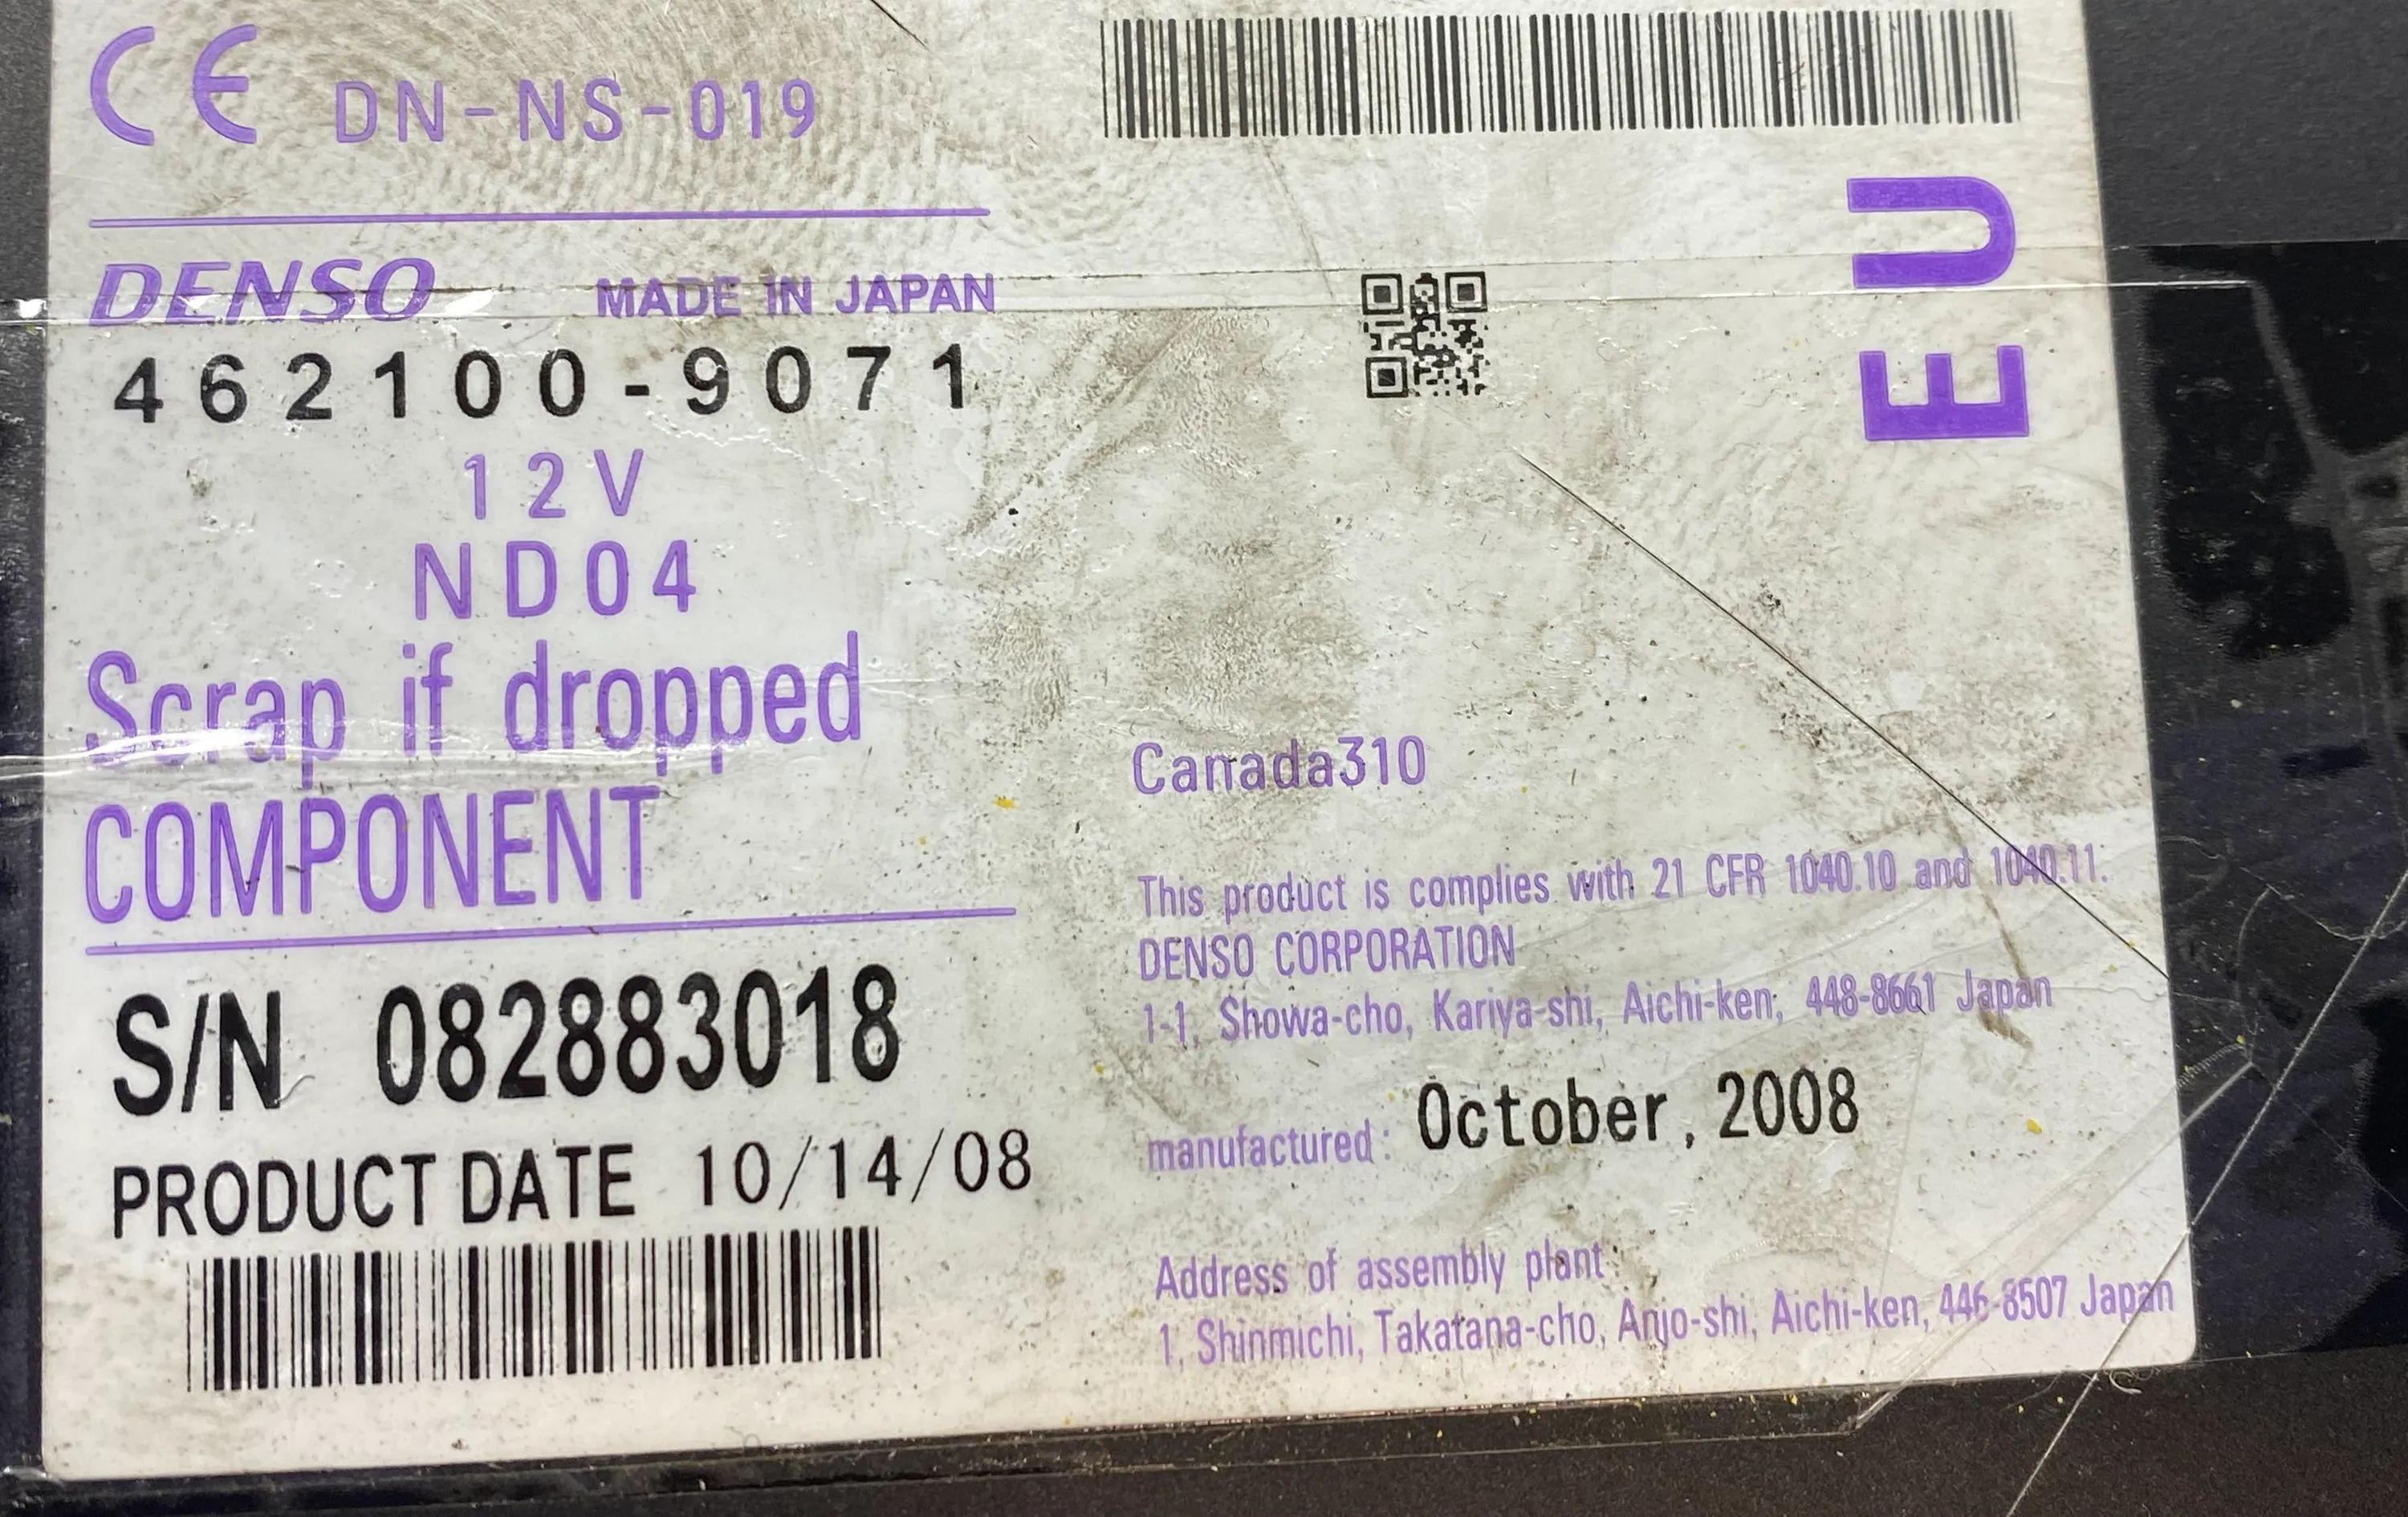 CE DN-NS-019
DENSO MADE IN JAPAN
462100-9071
12V
ND04
Scrap if dropped
COMPONENT
S/N 082883018
PRODUCT DATE 10/14/08
EU
Canada310
This product is complies with 21 CFR 1040.10 and 1040.11.
DENSO CORPORATION
1-1, Showa-cho, Kariya-shi, Aichi-ken, 448-8661 Japan
manufactured: October, 2008
Address of assembly plant:
1, Shinmichi, Takatana-cho, Anjo-shi, Aichi-ken, 446-8507 Japan